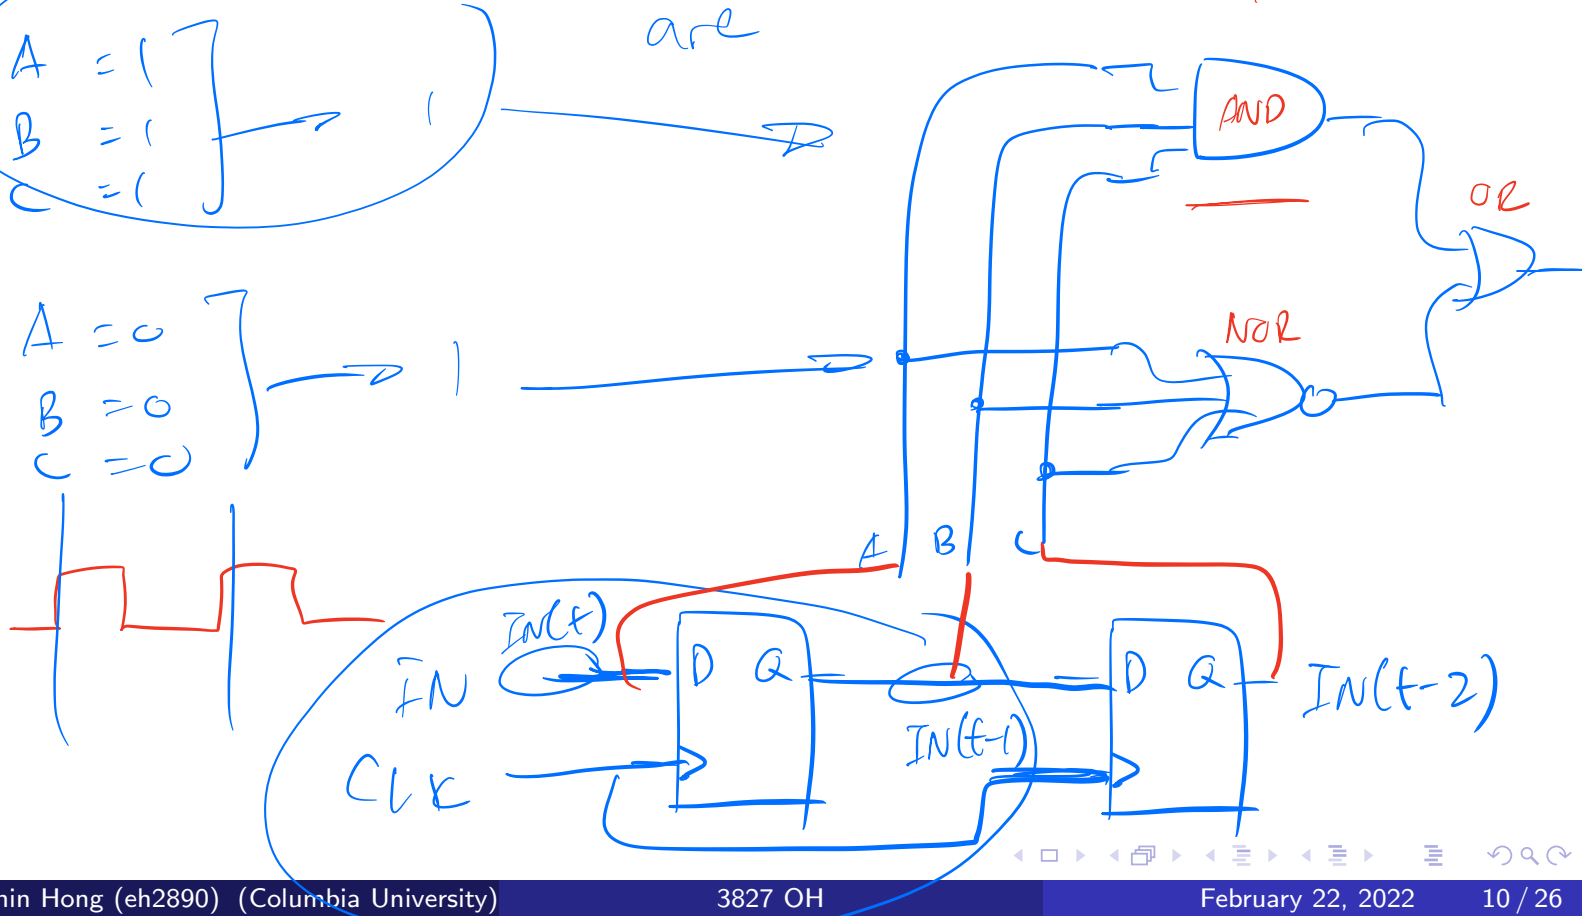 are
A = 1
B = 1
C = 1
1
AND
OR
A = 0
B = 0
C = 0
1
NOR
A B C
IN(t)
IN
D Q
D Q
IN(t-2)
IN(t-1)
CLK
in Hong (eh2890) (Columbia University)
3827 OH
February 22, 2022
10 / 26